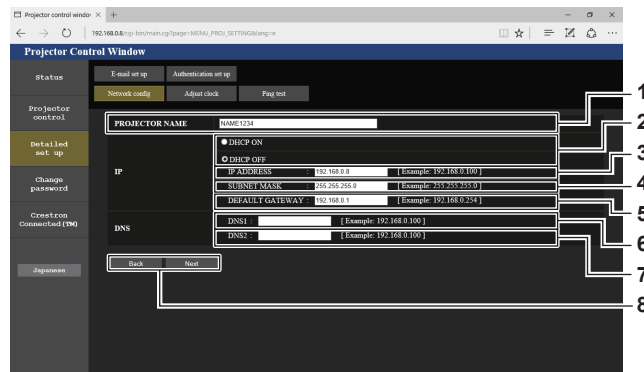 Projector control window
192.168.0.8/cgi-bin/main.cgi?page=MENU_PROJ_SETTING&lang=e
Projector Control Window
Status
Projector
control
Detailed
set up
Change
password
Crestron
Connected(TM)
Japanese
E-mail set up
Authentication set up
Network config
Adjust clock
Ping test
PROJECTOR NAME
NAME1234
IP
DHCP ON
DHCP OFF
IP ADDRESS : 192.168.0.8 [ Example: 192.168.0.100 ]
SUBNET MASK : 255.255.255.0 [ Example: 255.255.255.0 ]
DEFAULT GATEWAY : 192.168.0.1 [ Example: 192.168.0.254 ]
DNS
DNS1 : [ Example: 192.168.0.100 ]
DNS2 : [ Example: 192.168.0.100 ]
Back
Next
1
2
3
4
5
6
7
8